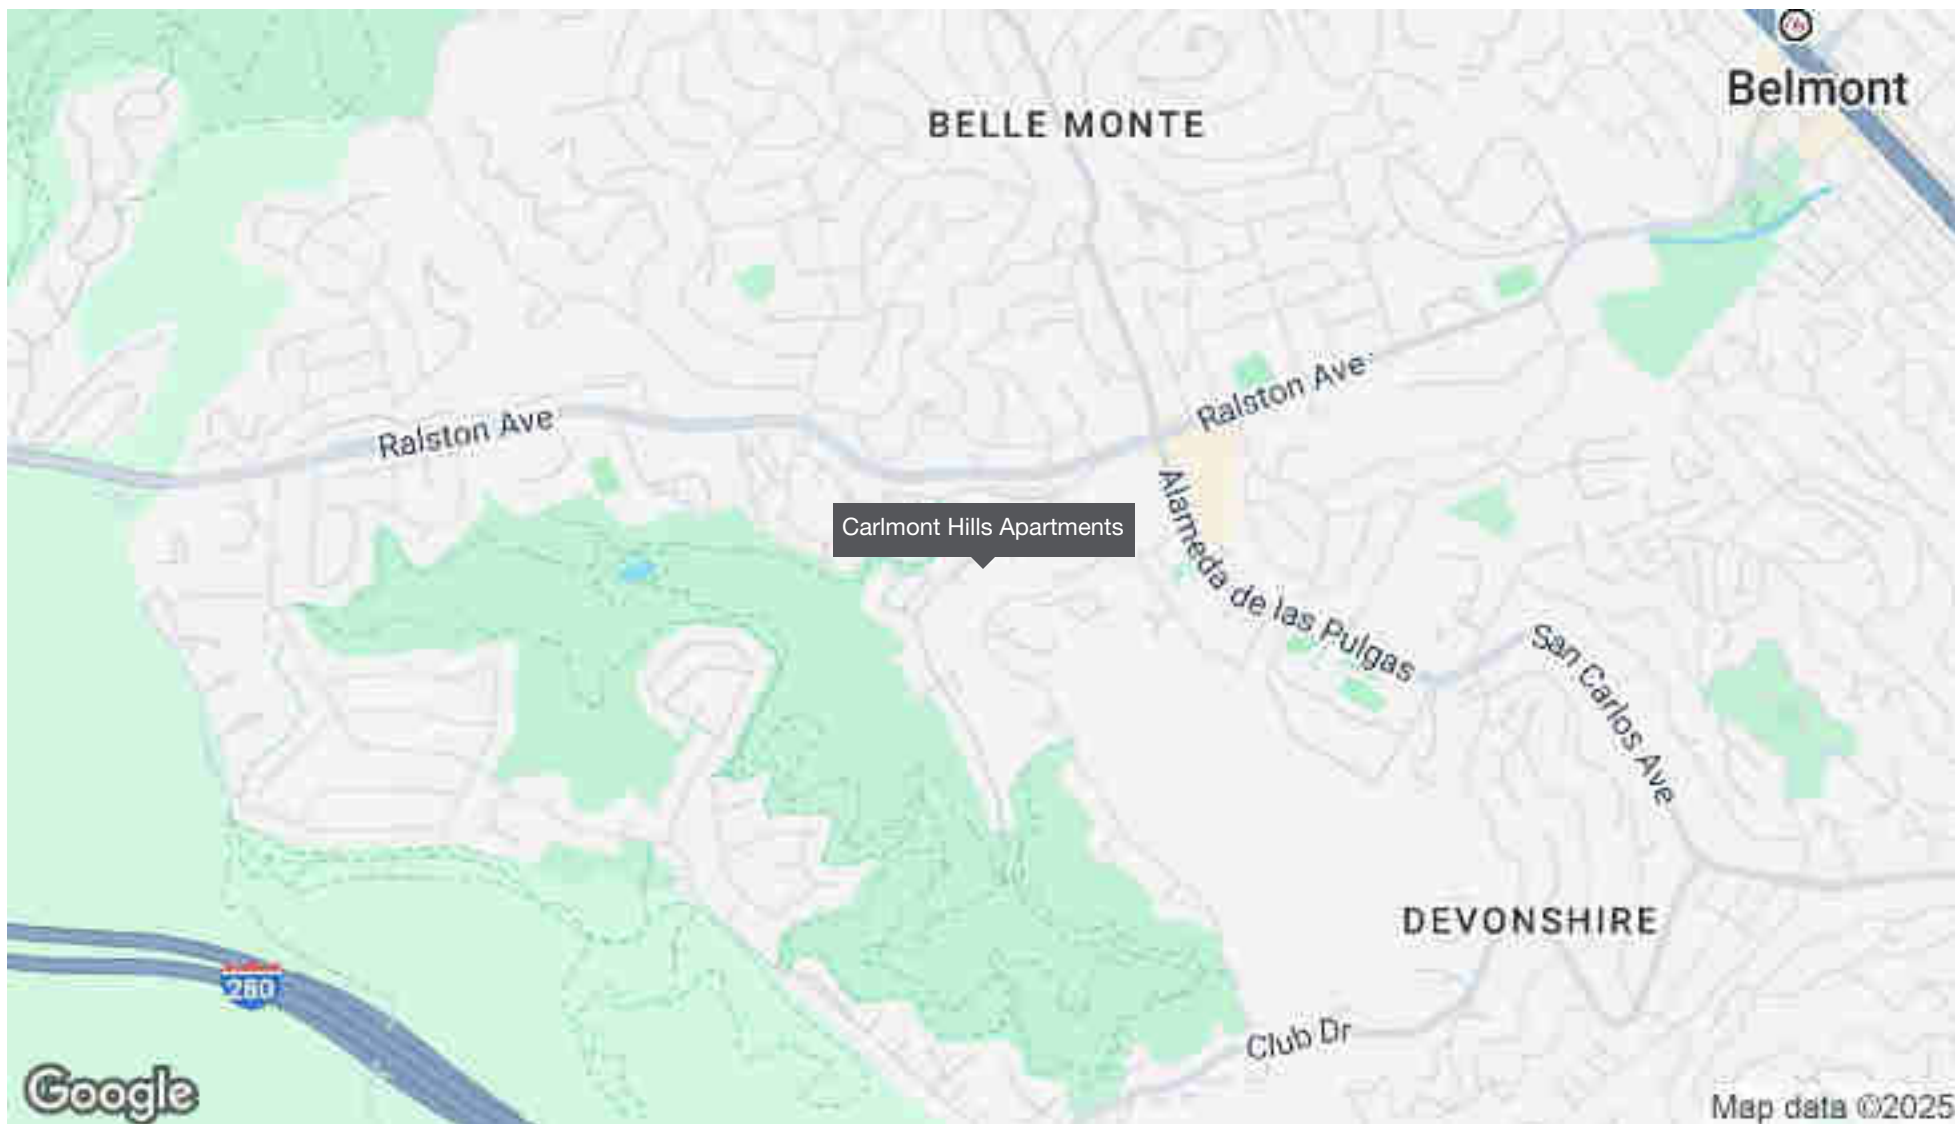 Belmont
BELLE MONTE
Ralston Ave
Ralston Ave
Carlmont Hills Apartments
Alameda de las Pulgas
San Carlos Ave
DEVONSHIRE
280
Club Dr
Google
Map data ©2025